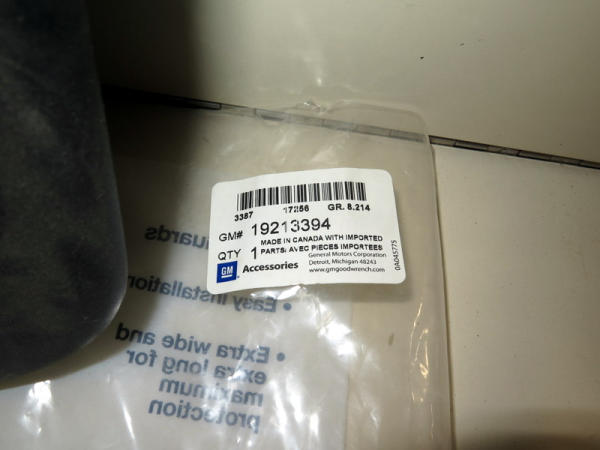 3387 17256 GR. 8.214
GM# 19213394
QTY 1 MADE IN CANADA WITH IMPORTED
PARTS: AVEC PIECES IMPORTEES
GM Accessories
General Motors Corporation
Detroit, Michigan 48243
www.gmgoodwrench.com
0A045775
uards
• Easy installation
• Extra wide and
extra long for
maximum
protection